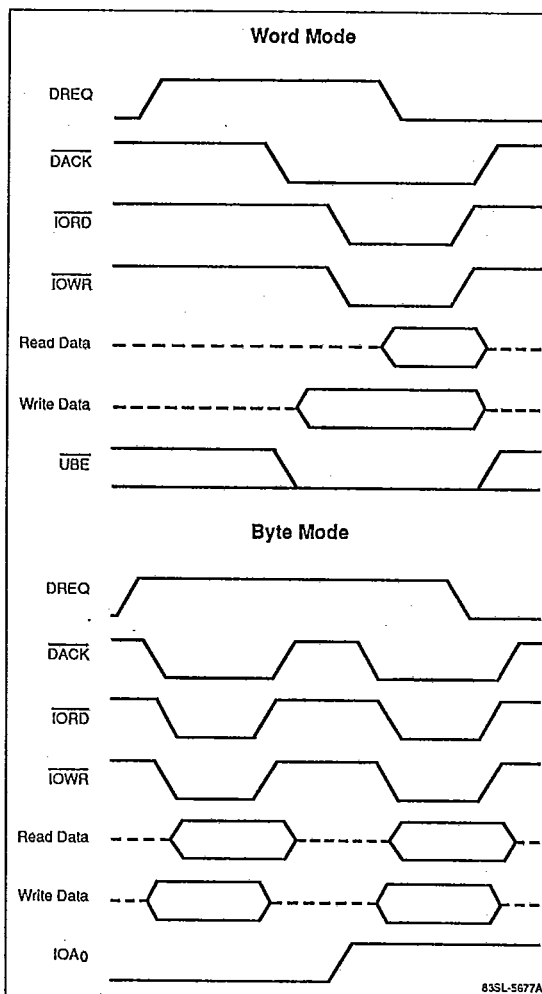 Word Mode
DREQ
DACK
IORD
IOWR
Read Data
Write Data
UBE
Byte Mode
DREQ
DACK
IORD
IOWR
Read Data
Write Data
IOA0
83SL-5677A